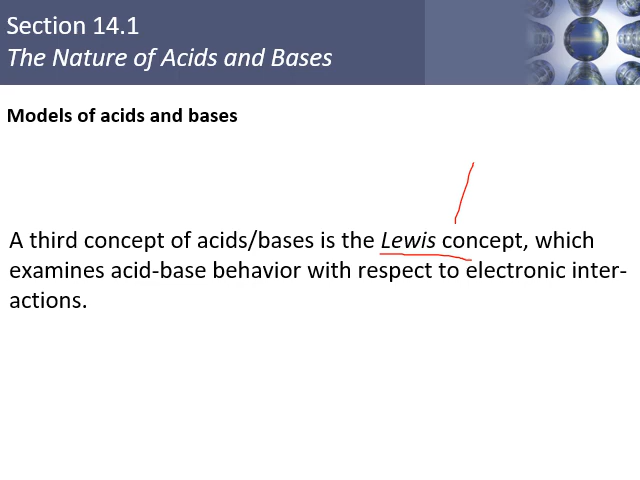 Section 14.1
The Nature of Acids and Bases
Models of acids and bases
A third concept of acids/bases is the Lewis concept, which
examines acid-base behavior with respect to electronic inter-
actions.